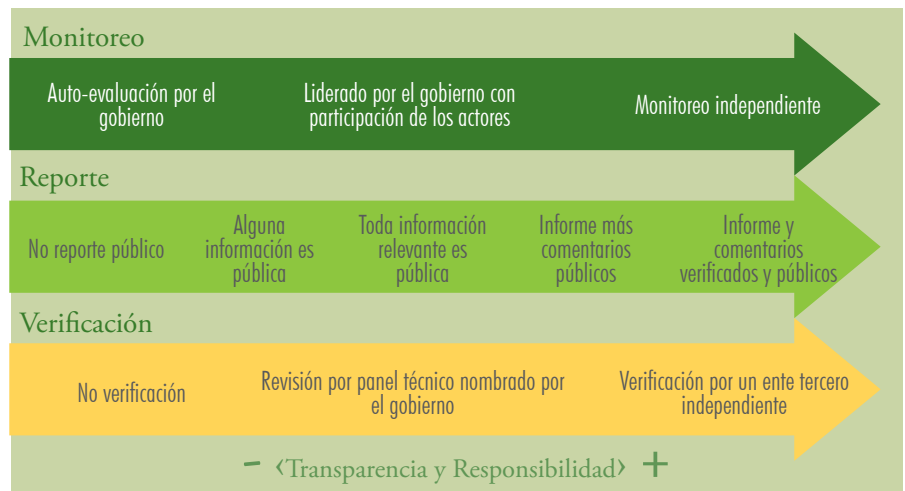 Monitoreo
Auto-evaluación por el
gobierno
Liderado por el gobierno con
participación de los actores
Monitoreo independiente
Reporte
No reporte público
Alguna
información es
pública
Toda información
relevante es
pública
Informe más
comentarios
públicos
Informe y
comentarios
verificados y públicos
Verificación
No verificación
Revisión por panel técnico nombrado por
el gobierno
Verificación por un ente tercero
independiente
- ‹Transparencia y Responsibilidad› +